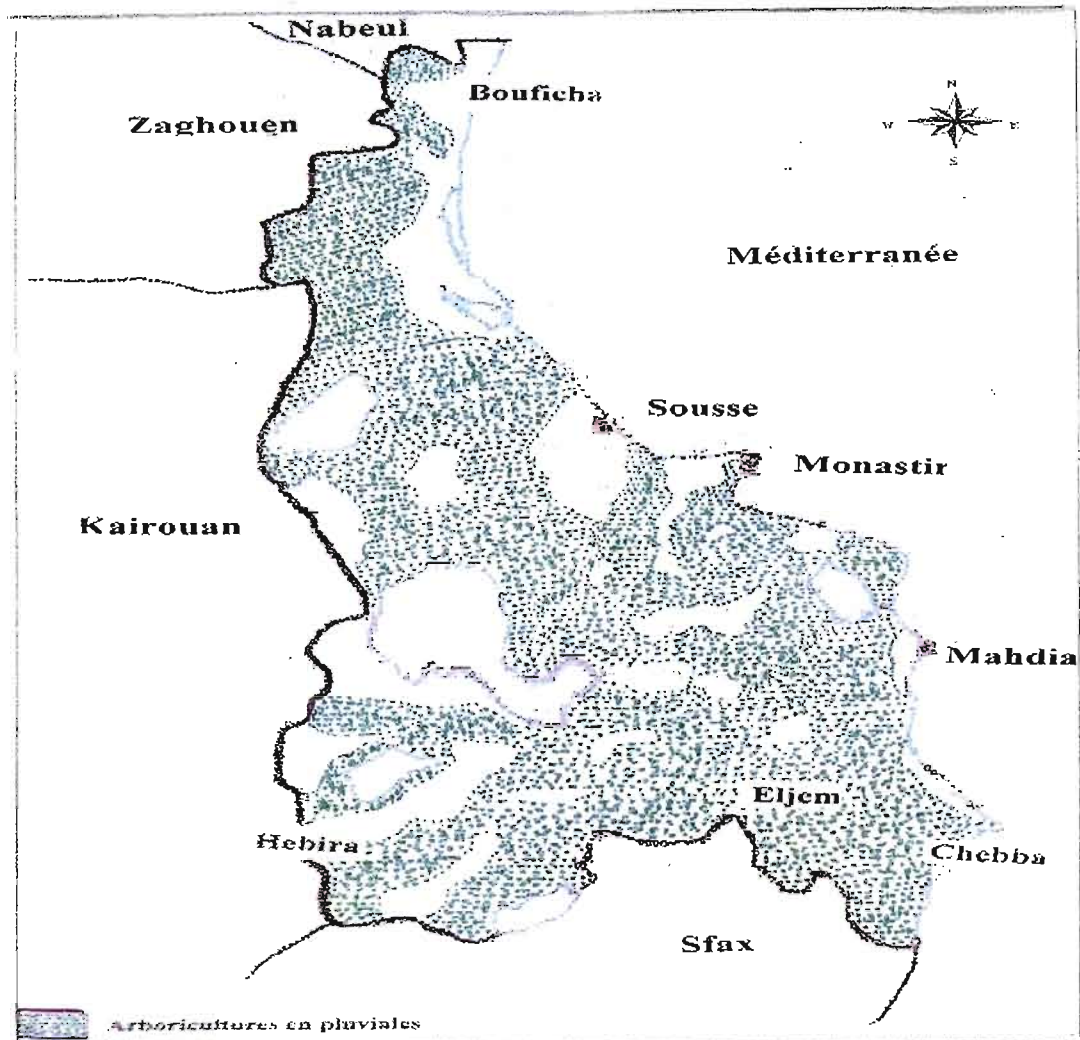 Nabeul
Bouficha
Zaghouen
N
W E
S
Méditerranée
Sousse
Monastir
Kairouan
Mahdia
Eljem
Hebira
Chebba
Sfax
Arboricultures en pluviales